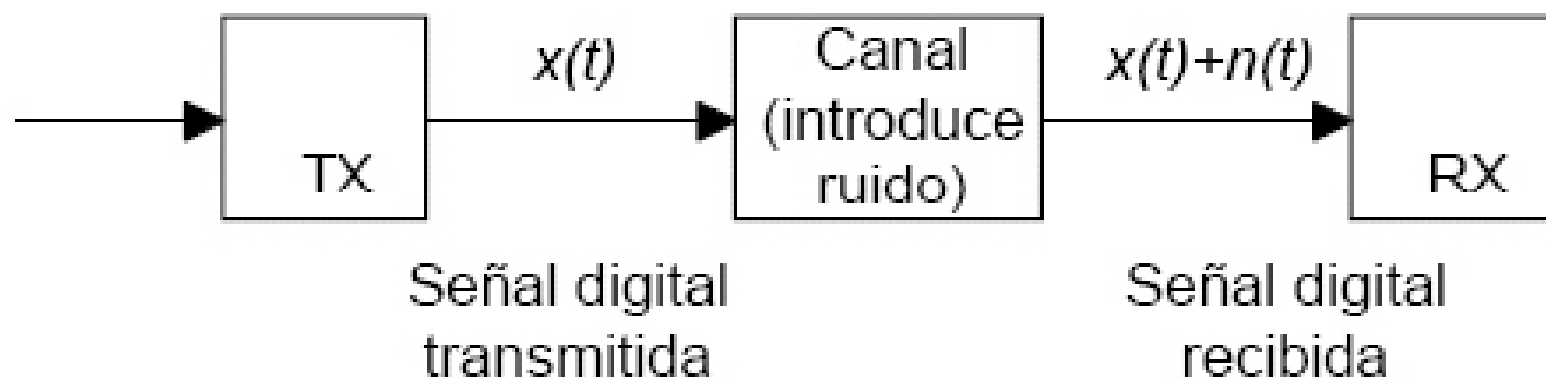 TX
x(t)
Canal
(introduce
ruido)
x(t)+n(t)
RX
Señal digital
transmitida
Señal digital
recibida